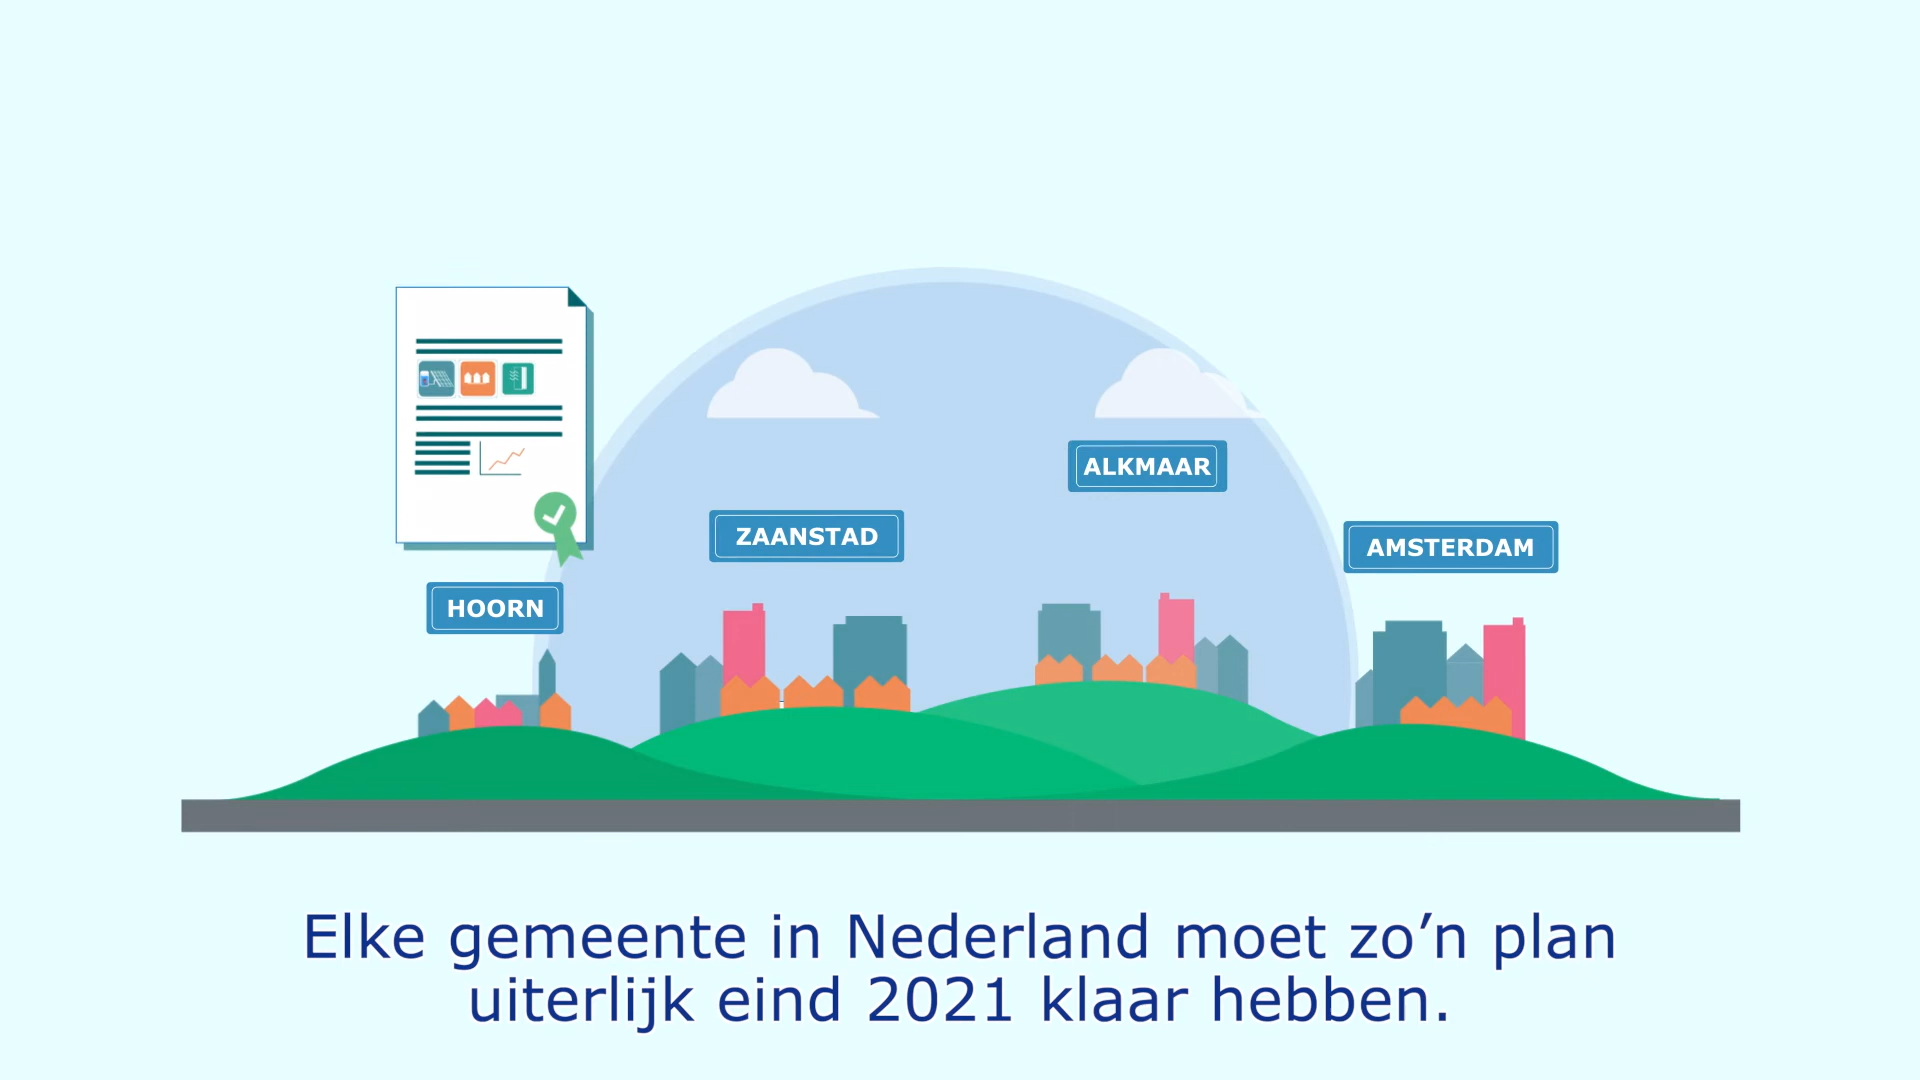 ALKMAAR
ZAANSTAD
AMSTERDAM
HOORN
Elke gemeente in Nederland moet zo’n plan
uiterlijk eind 2021 klaar hebben.